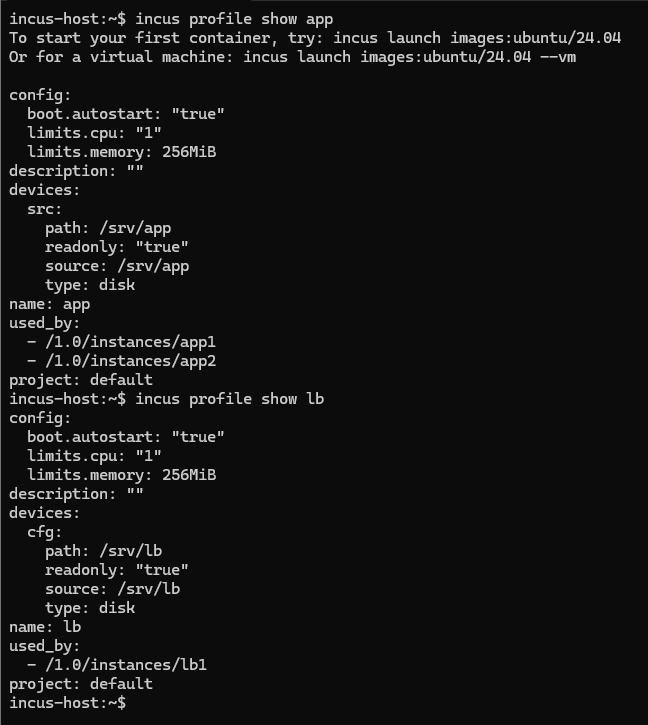 incus-host:~$ incus profile show app
To start your first container, try: incus launch images:ubuntu/24.04
Or for a virtual machine: incus launch images:ubuntu/24.04 --vm

config:
  boot.autostart: "true"
  limits.cpu: "1"
  limits.memory: 256MiB
description: ""
devices:
  src:
    path: /srv/app
    readonly: "true"
    source: /srv/app
    type: disk
name: app
used_by:
  - /1.0/instances/app1
  - /1.0/instances/app2
project: default
incus-host:~$ incus profile show lb
config:
  boot.autostart: "true"
  limits.cpu: "1"
  limits.memory: 256MiB
description: ""
devices:
  cfg:
    path: /srv/lb
    readonly: "true"
    source: /srv/lb
    type: disk
name: lb
used_by:
  - /1.0/instances/lb1
project: default
incus-host:~$